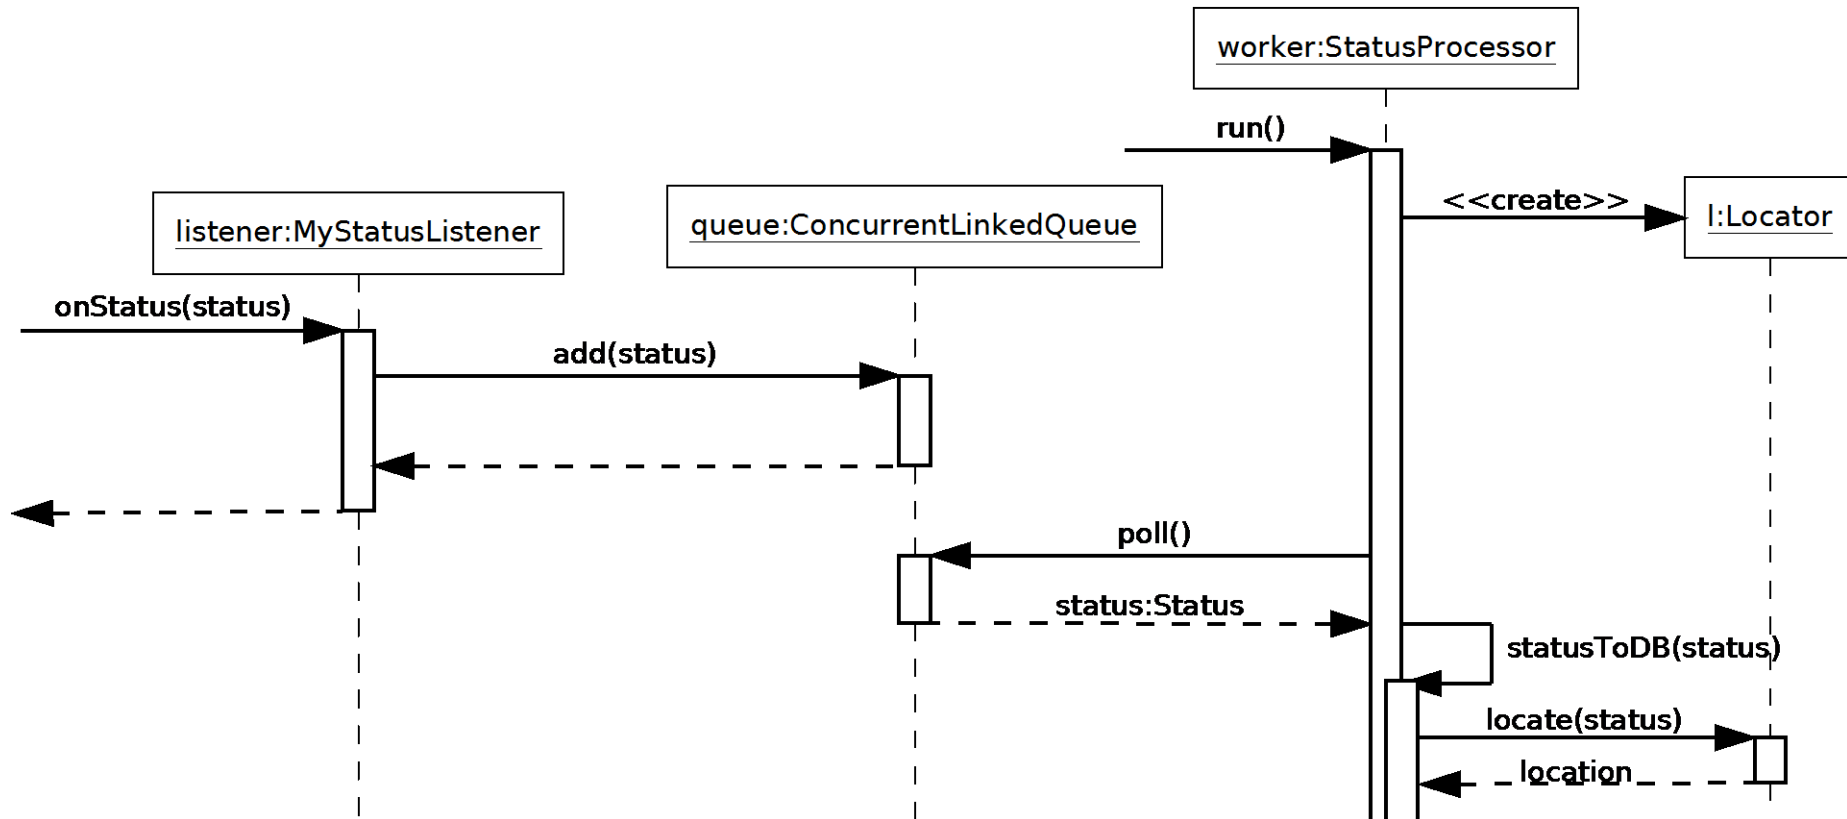 worker:StatusProcessor
run()
<<create>>
l:Locator
listener:MyStatusListener
queue:ConcurrentLinkedQueue
onStatus(status)
add(status)
poll()
status:Status
statusToDB(status)
locate(status)
location